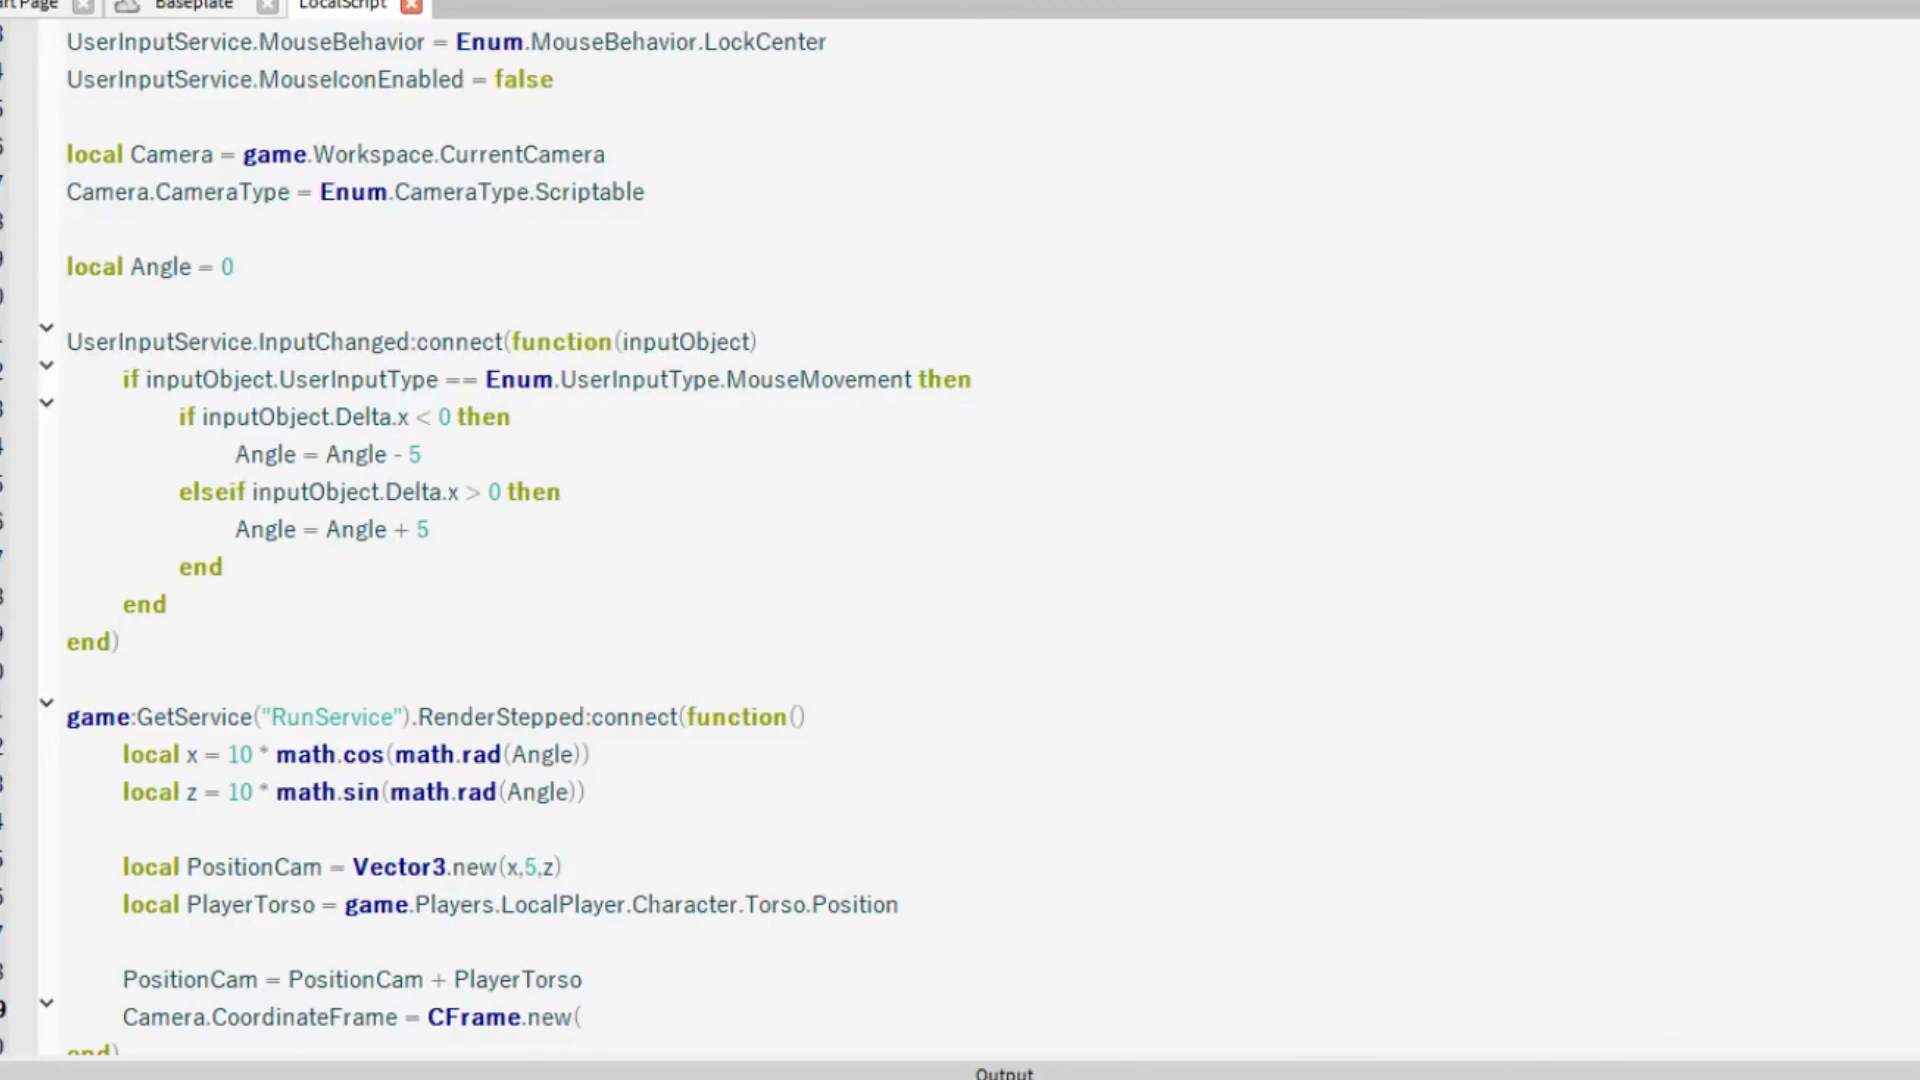 Page
Baseplate
LocalScript
UserInputService.MouseBehavior = Enum.MouseBehavior.LockCenter
UserInputService.MouseIconEnabled = false
local Camera = game.Workspace.CurrentCamera
Camera.CameraType = Enum.CameraType.Scriptable
local Angle = 0
UserInputService.InputChanged:connect(function(inputObject)
if inputObject.UserInputType == Enum.UserInputType.MouseMovement then
if inputObject.Delta.x < 0 then
Angle = Angle - 5
elseif inputObject.Delta.x > 0 then
Angle = Angle + 5
end
end
end)
game:GetService("RunService").RenderStepped:connect(function()
local x = 10 * math.cos(math.rad(Angle))
local z = 10 * math.sin(math.rad(Angle))
local PositionCam = Vector3.new(x,5,z)
local PlayerTorso = game.Players.LocalPlayer.Character.Torso.Position
PositionCam = PositionCam + PlayerTorso
Camera.CoordinateFrame = CFrame.new(
end)
Output